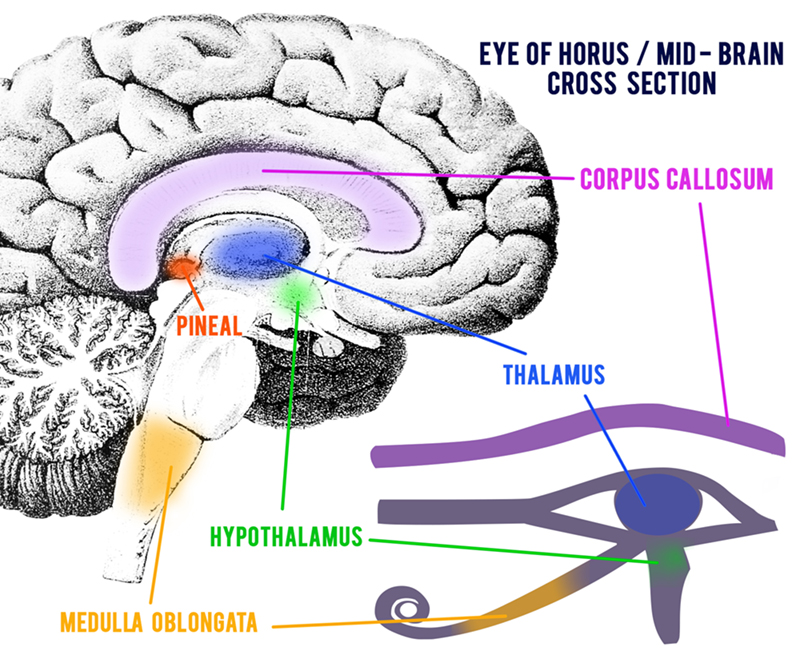 EYE OF HORUS / MID - BRAIN
CROSS SECTION
CORPUS CALLOSUM
PINEAL
THALAMUS
HYPOTHALAMUS
MEDULLA OBLONGATA